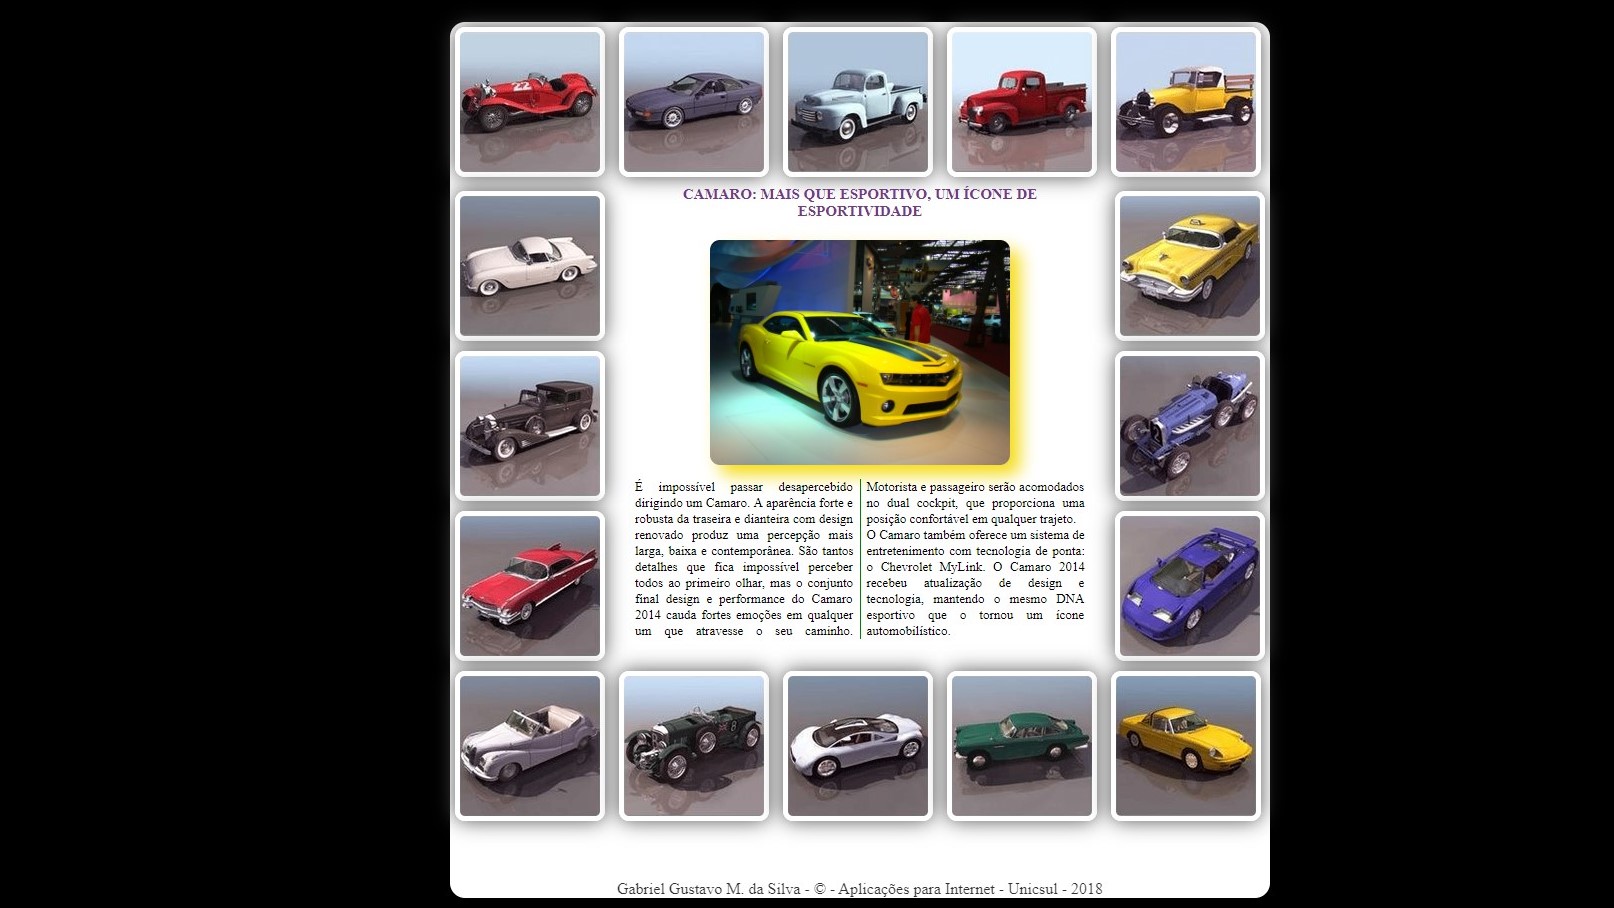 CAMARO: MAIS QUE ESPORTIVO, UM ÍCONE DE
ESPORTIVIDADE
É impossível passar desapercebido
dirigindo um Camaro. A aparência forte e
robusta da traseira e dianteira com design
renovado produz uma percepção mais
larga, baixa e contemporânea. São tantos
detalhes que fica impossível perceber
todos ao primeiro olhar, mas o conjunto
final design e performance do Camaro
2014 cauda fortes emoções em qualquer
um que atravesse o seu caminho.
Motorista e passageiro serão acomodados
no dual cockpit, que proporciona uma
posição confortável em qualquer trajeto.
O Camaro também oferece um sistema de
entretenimento com tecnologia de ponta:
o Chevrolet MyLink. O Camaro 2014
recebeu atualização de design e
tecnologia, mantendo o mesmo DNA
esportivo que o tornou um ícone
automobilístico.
Gabriel Gustavo M. da Silva - © - Aplicações para Internet - Unicsul - 2018